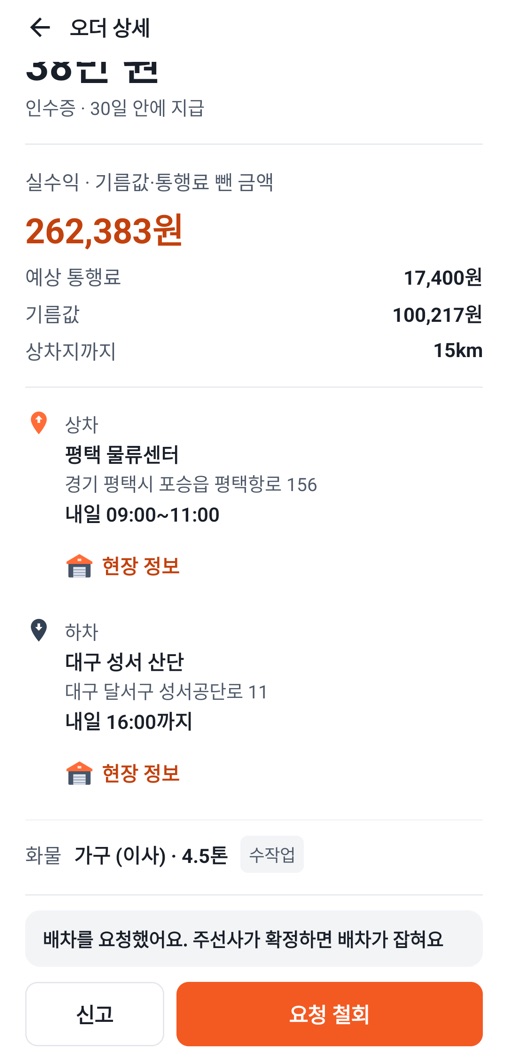 오더 상세
38만 원
인수증 · 30일 안에 지급
실수익 · 기름값·통행료 뺀 금액
262,383원
예상 통행료 17,400원
기름값 100,217원
상차지까지 15km
상차
평택 물류센터
경기 평택시 포승읍 평택항로 156
내일 09:00~11:00
현장 정보
하차
대구 성서 산단
대구 달서구 성서공단로 11
내일 16:00까지
현장 정보
화물 가구 (이사) · 4.5톤 수작업
배차를 요청했어요. 주선사가 확정하면 배차가 잡혀요
신고 요청 철회